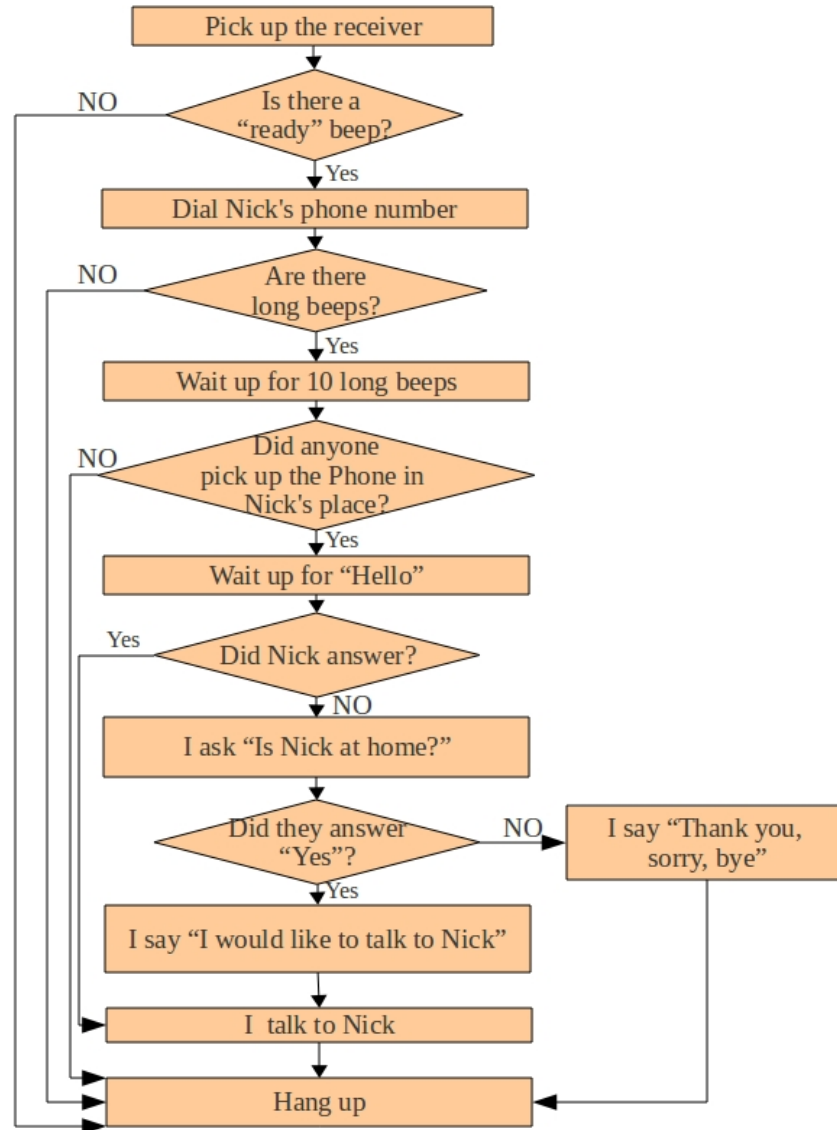 Pick up the receiver
NO
Is there a
“ready” beep?
Yes
Dial Nick's phone number
NO
Are there
long beeps?
Yes
Wait up for 10 long beeps
NO
Did anyone
pick up the Phone in
Nick's place?
Yes
Wait up for “Hello”
Yes
Did Nick answer?
NO
I ask “Is Nick at home?”
Did they answer
“Yes”?
NO
I say “Thank you,
sorry, bye”
Yes
I say “I would like to talk to Nick”
I talk to Nick
Hang up